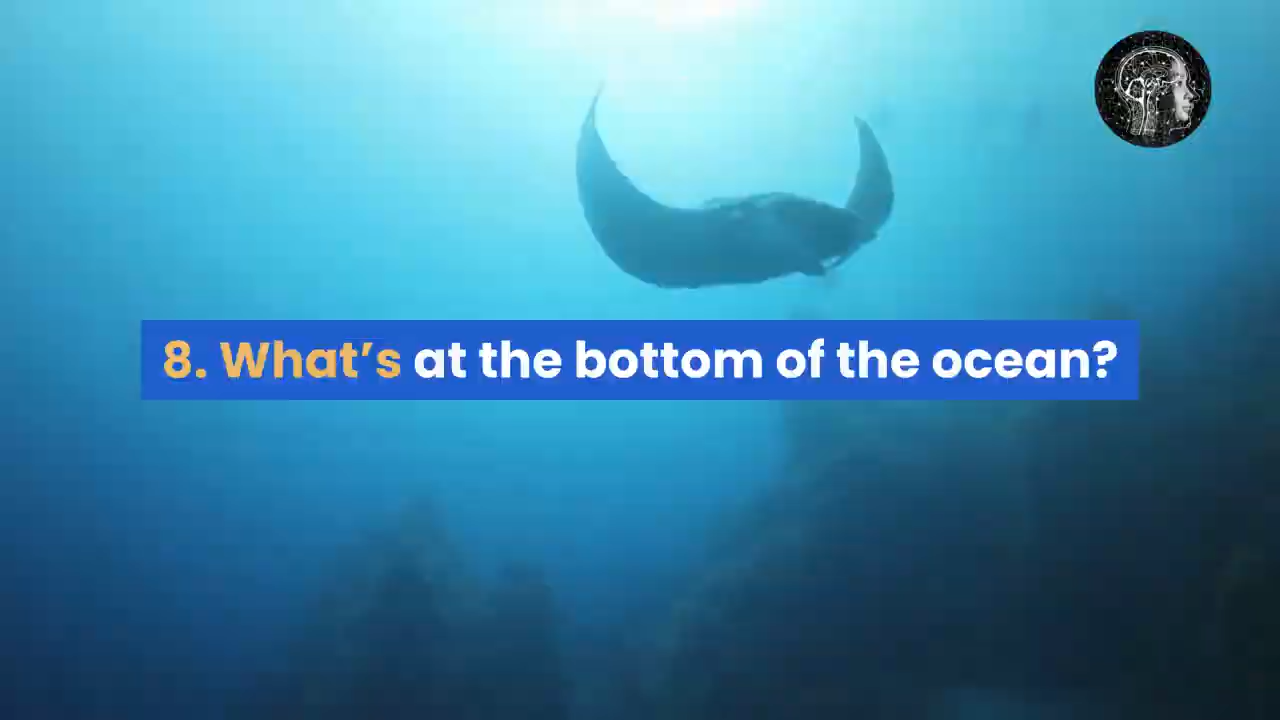 8. What’s at the bottom of the ocean?